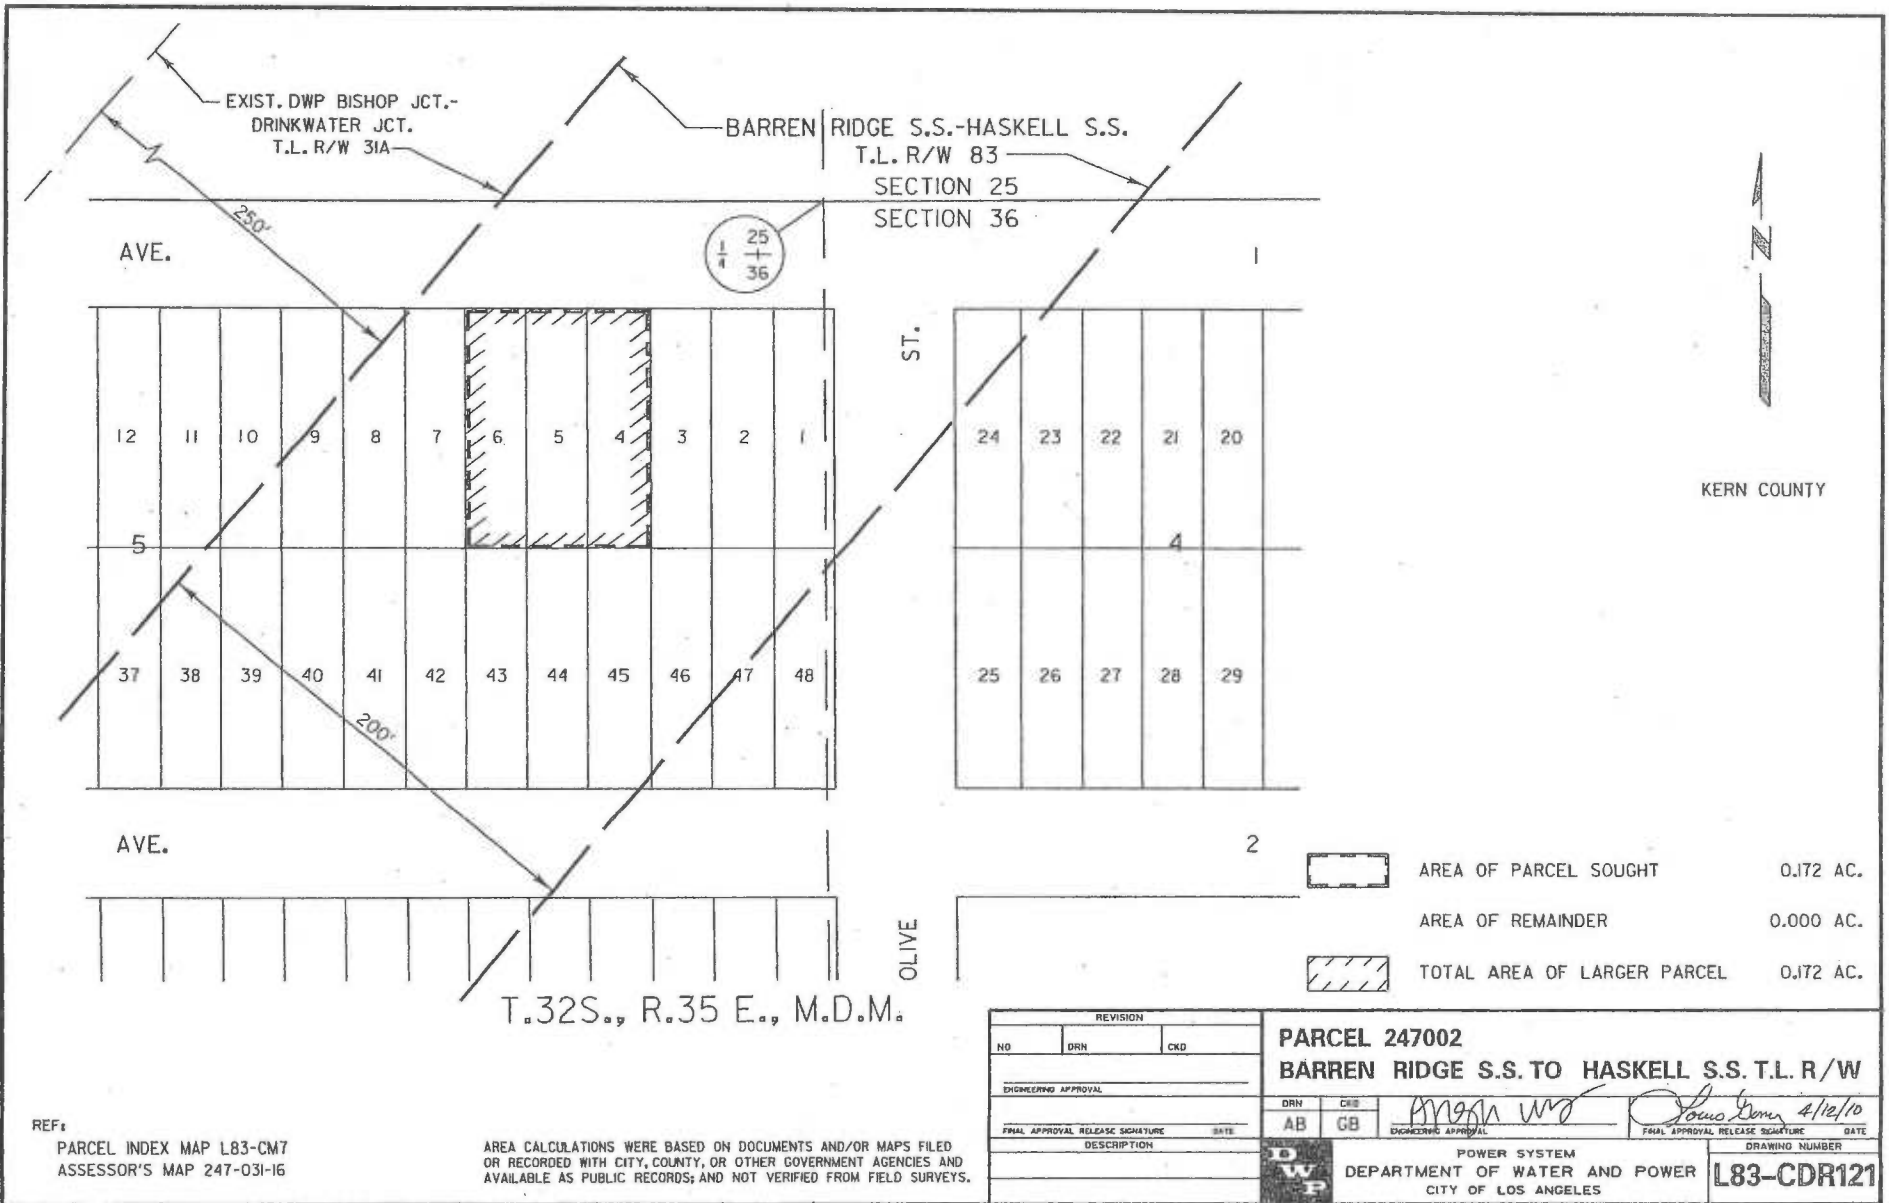 EXIST. DWP BISHOP JCT.-
DRINKWATER JCT.
T.L. R/W 31A
BARREN RIDGE S.S.-HASKELL S.S.
T.L. R/W 83
SECTION 25
SECTION 36
250'
AVE.
1/4 25
36
1
ST.
12 11 10 9 8 7 6 5 4 3 2 1
24 23 22 21 20
N
KERN COUNTY
5
4
37 38 39 40 41 42 43 44 45 46 47 48
25 26 27 28 29
200'
AVE.
2
OLIVE
T.32S., R.35 E., M.D.M.
AREA OF PARCEL SOUGHT 0.172 AC.
AREA OF REMAINDER 0.000 AC.
TOTAL AREA OF LARGER PARCEL 0.172 AC.
REF:
PARCEL INDEX MAP L83-CM7
ASSESSOR'S MAP 247-031-16
AREA CALCULATIONS WERE BASED ON DOCUMENTS AND/OR MAPS FILED
OR RECORDED WITH CITY, COUNTY, OR OTHER GOVERNMENT AGENCIES AND
AVAILABLE AS PUBLIC RECORDS; AND NOT VERIFIED FROM FIELD SURVEYS.
REVISION
NO DRN CKD
ENGINEERING APPROVAL
FINAL APPROVAL RELEASE SIGNATURE DATE
DESCRIPTION
PARCEL 247002
BARREN RIDGE S.S. TO HASKELL S.S. T.L. R/W
DRN CKD
AB GB
ENGINEERING APPROVAL
4/12/10
FINAL APPROVAL RELEASE SIGNATURE DATE
DWP
POWER SYSTEM
DEPARTMENT OF WATER AND POWER
CITY OF LOS ANGELES
DRAWING NUMBER
L83-CDR121